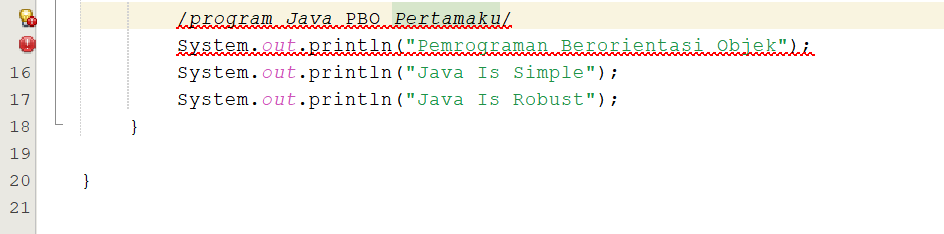 /program Java PBO Pertamaku/
System.out.println("Pemrograman Berorientasi Objek");
16 System.out.println("Java Is Simple");
17 System.out.println("Java Is Robust");
18 }
19
20 }
21